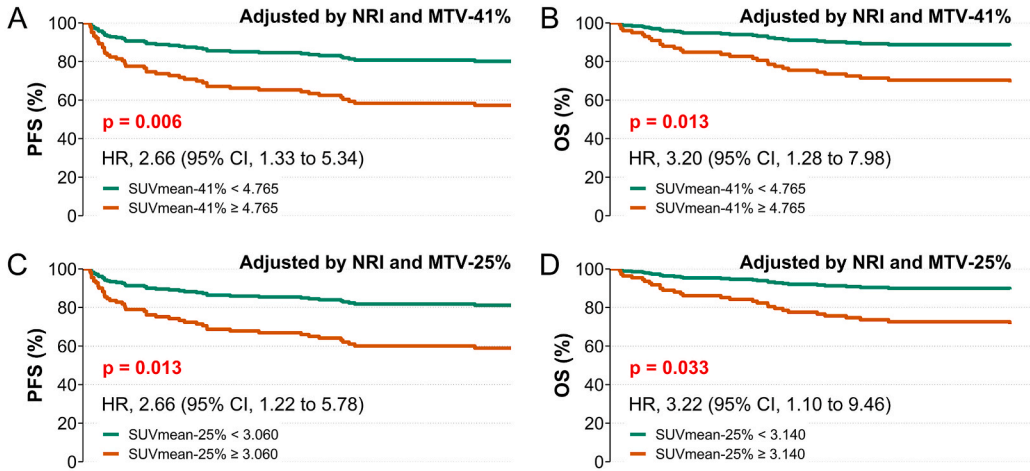 A
Adjusted by NRI and MTV-41%
PFS (%)
100
80
60
40
20
0
p = 0.006
HR, 2.66 (95% CI, 1.33 to 5.34)
SUVmean-41% < 4.765
SUVmean-41% ≥ 4.765
B
Adjusted by NRI and MTV-41%
OS (%)
100
80
60
40
20
0
p = 0.013
HR, 3.20 (95% CI, 1.28 to 7.98)
SUVmean-41% < 4.765
SUVmean-41% ≥ 4.765
C
Adjusted by NRI and MTV-25%
PFS (%)
100
80
60
40
20
0
p = 0.013
HR, 2.66 (95% CI, 1.22 to 5.78)
SUVmean-25% < 3.060
SUVmean-25% ≥ 3.060
D
Adjusted by NRI and MTV-25%
OS (%)
100
80
60
40
20
0
p = 0.033
HR, 3.22 (95% CI, 1.10 to 9.46)
SUVmean-25% < 3.140
SUVmean-25% ≥ 3.140